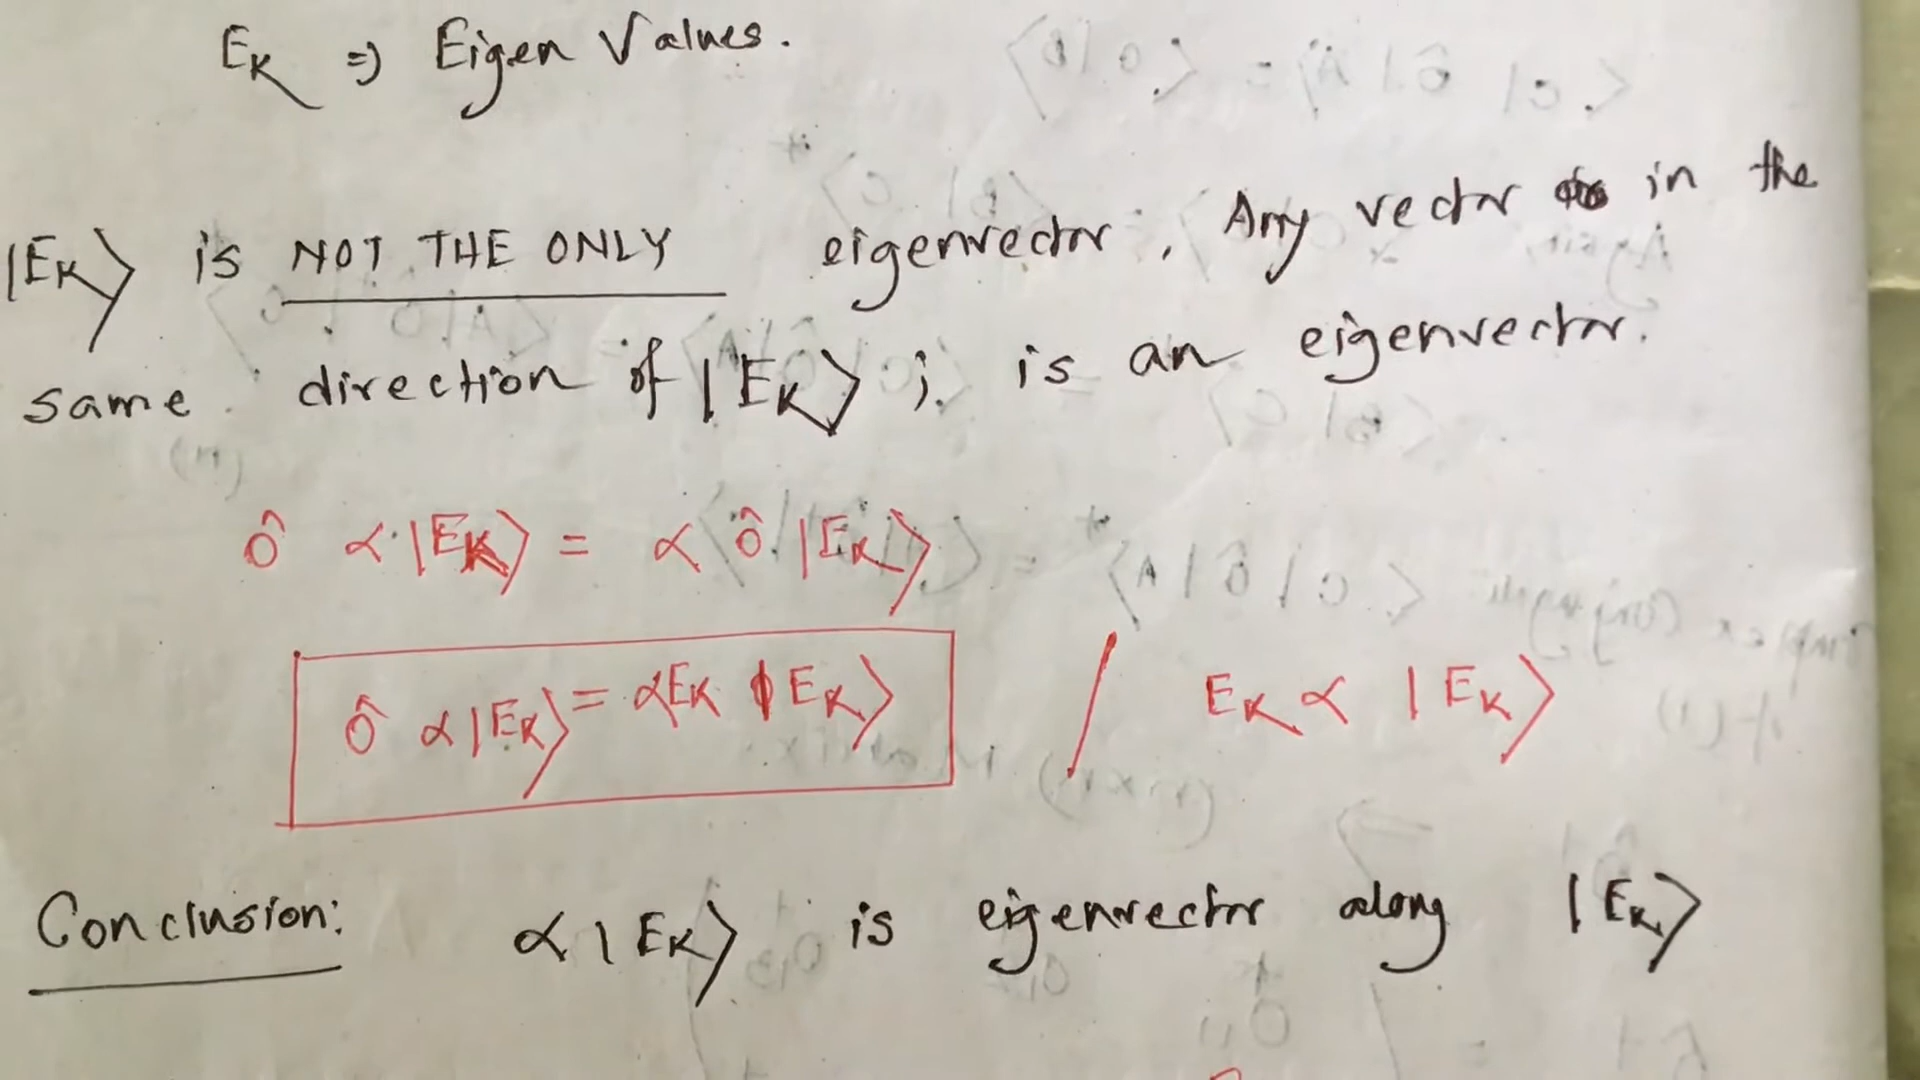 E_K ⇒ Eigen Values.
|E_K⟩ is NOT THE ONLY eigenvector, Any vector in the
same direction of |E_K⟩ ; is an eigenvector.
ô α |E_K⟩ = α ô |E_K⟩
ô α |E_K⟩ = αE_K |E_K⟩ / E_K α |E_K⟩
Conclusion: α |E_K⟩ is eigenvector along |E_K⟩